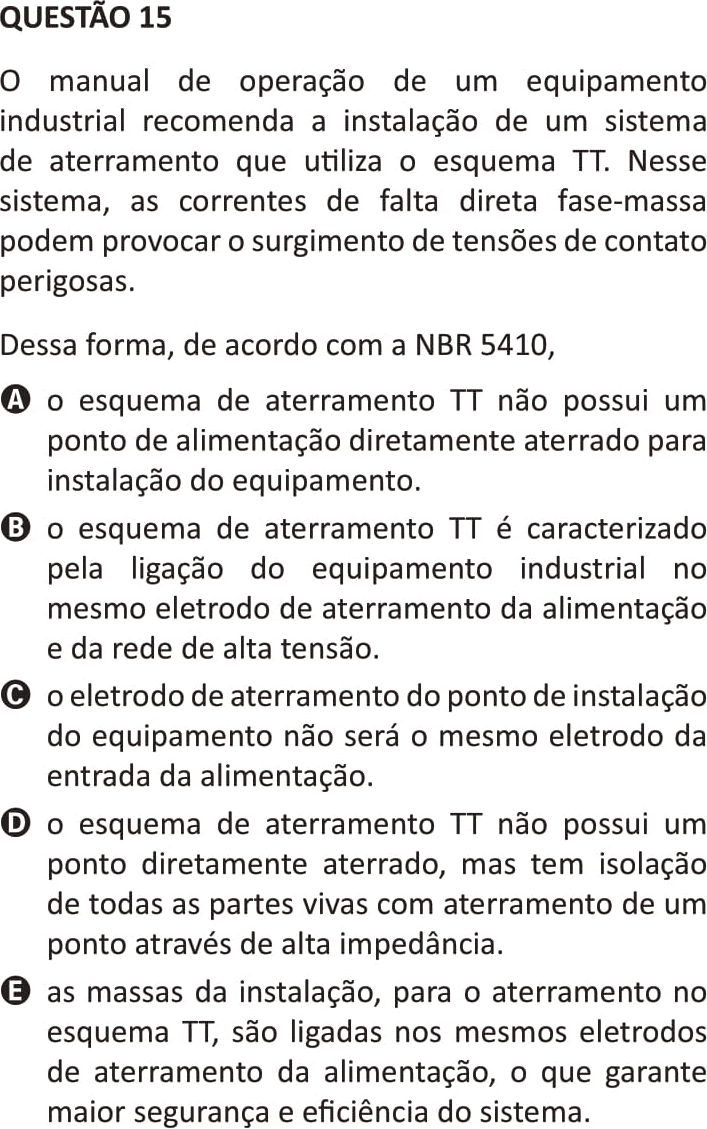 QUESTÃO 15
O manual de operação de um equipamento
industrial recomenda a instalação de um sistema
de aterramento que utiliza o esquema TT. Nesse
sistema, as correntes de falta direta fase-massa
podem provocar o surgimento de tensões de contato
perigosas.
Dessa forma, de acordo com a NBR 5410,
A o esquema de aterramento TT não possui um
ponto de alimentação diretamente aterrado para
instalação do equipamento.
B o esquema de aterramento TT é caracterizado
pela ligação do equipamento industrial no
mesmo eletrodo de aterramento da alimentação
e da rede de alta tensão.
C o eletrodo de aterramento do ponto de instalação
do equipamento não será o mesmo eletrodo da
entrada da alimentação.
D o esquema de aterramento TT não possui um
ponto diretamente aterrado, mas tem isolação
de todas as partes vivas com aterramento de um
ponto através de alta impedância.
E as massas da instalação, para o aterramento no
esquema TT, são ligadas nos mesmos eletrodos
de aterramento da alimentação, o que garante
maior segurança e eficiência do sistema.